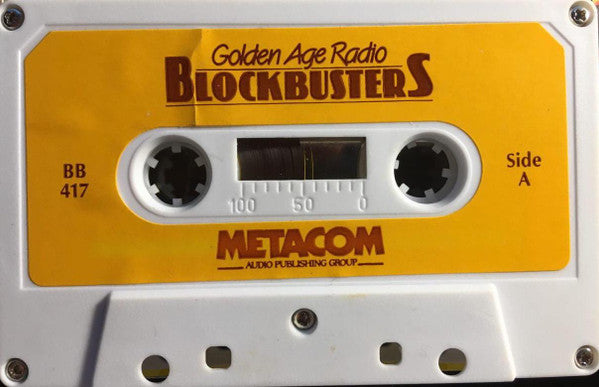 Golden Age Radio
BLOCKBUSTERS
BB
417
Side
A
100 50 0
METACOM
AUDIO PUBLISHING GROUP